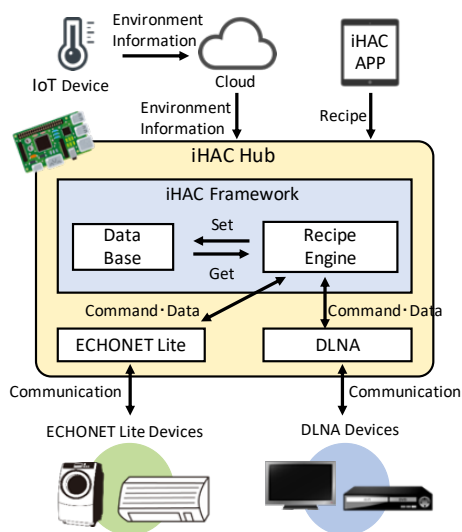 Environment
Information
IoT Device
Cloud
iHAC
APP
Environment
Information
Recipe
iHAC Hub
iHAC Framework
Data
Base
Set
Get
Recipe
Engine
Command・Data
Command・Data
ECHONET Lite
DLNA
Communication
Communication
ECHONET Lite Devices
DLNA Devices